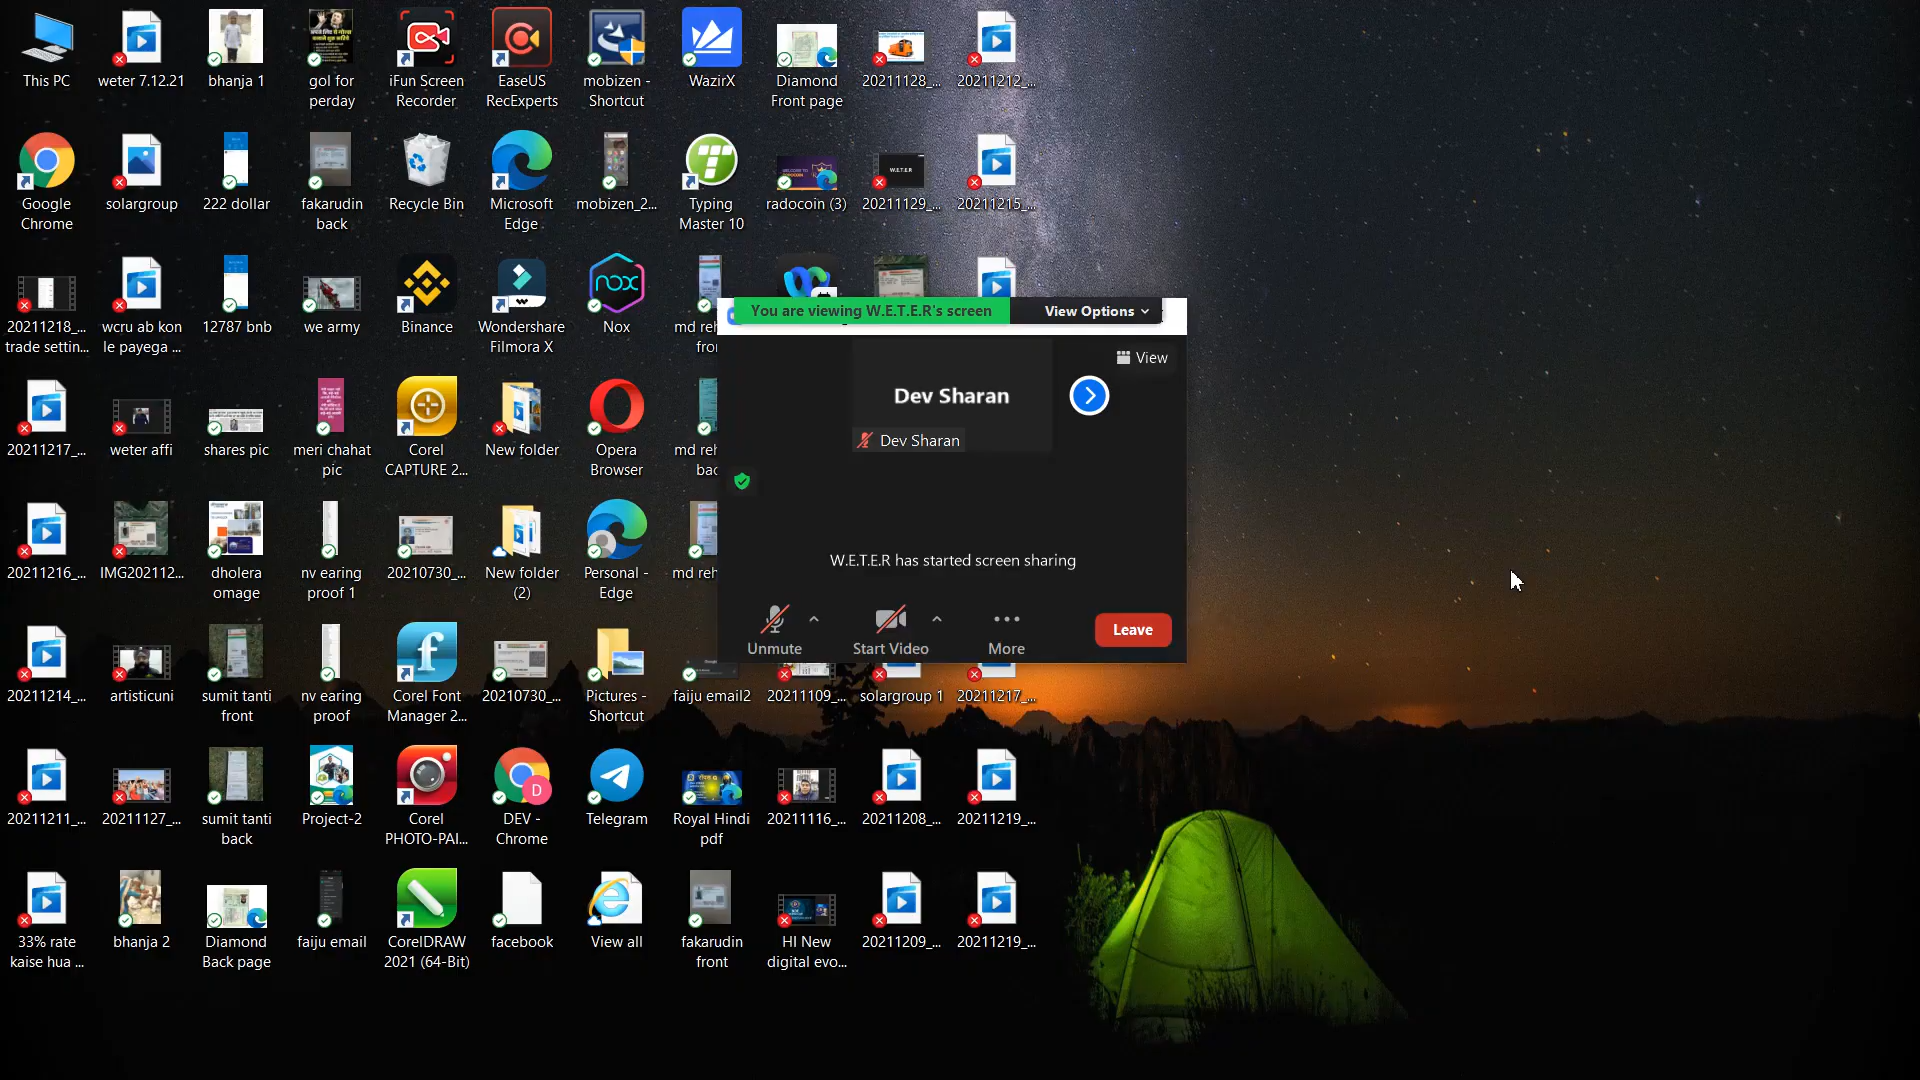 This PC
weter 7.12.21
bhanja 1
gol for
perday
iFun Screen
Recorder
EaseUS
RecExperts
mobizen -
Shortcut
WazirX
Diamond
Front page
20211128_...
20211212_...
Google
Chrome
solargroup
222 dollar
fakarudin
back
Recycle Bin
Microsoft
Edge
mobizen_2...
Typing
Master 10
radocoin (3)
W.E.T.E.R
20211129_...
20211215_...
20211218_...
trade settin...
wcru ab kon
le payega ...
12787 bnb
we army
Binance
Wondershare
Filmora X
nox
Nox
md reh
fron
You are viewing W.E.T.E.R's screen
View Options
View
Dev Sharan
Dev Sharan
W.E.T.E.R has started screen sharing
Unmute
Start Video
More
Leave
20211217_...
weter affi
shares pic
meri chahat
pic
Corel
CAPTURE 2...
New folder
Opera
Browser
md reh
bac
20211216_...
IMG202112...
dholera
omage
nv earing
proof 1
20210730_...
New folder
(2)
Personal -
Edge
md reh
20211214_...
artisticuni
sumit tanti
front
nv earing
proof
Corel Font
Manager 2...
20210730_...
Pictures -
Shortcut
faiju email2
20211109_...
solargroup 1
20211217_...
20211211_...
20211127_...
sumit tanti
back
Project-2
Corel
PHOTO-PAI...
D
DEV -
Chrome
Telegram
Royal Hindi
pdf
20211116_...
20211208_...
20211219_...
33% rate
kaise hua ...
bhanja 2
Diamond
Back page
faiju email
CorelDRAW
2021 (64-Bit)
facebook
View all
fakarudin
front
HI New
digital evo...
20211209_...
20211219_...